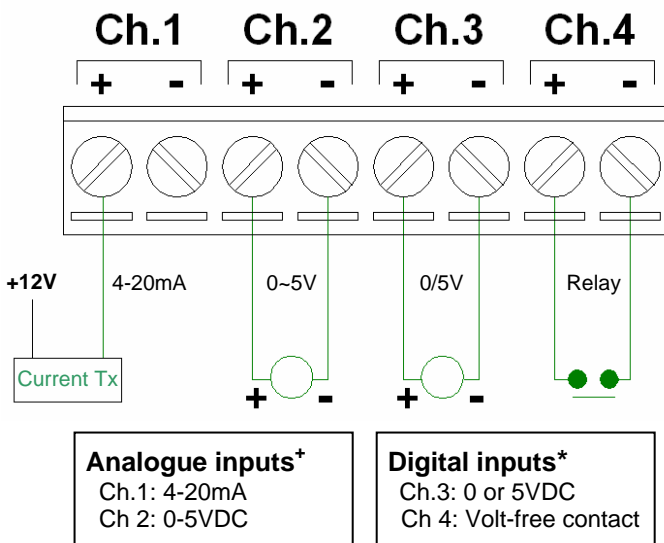 Ch.1 Ch.2 Ch.3 Ch.4
+ - + - + - + -
+12V 4-20mA 0~5V 0/5V Relay
Current Tx
+ - + -
Analogue inputs+
Ch.1: 4-20mA
Ch 2: 0-5VDC
Digital inputs*
Ch.3: 0 or 5VDC
Ch 4: Volt-free contact